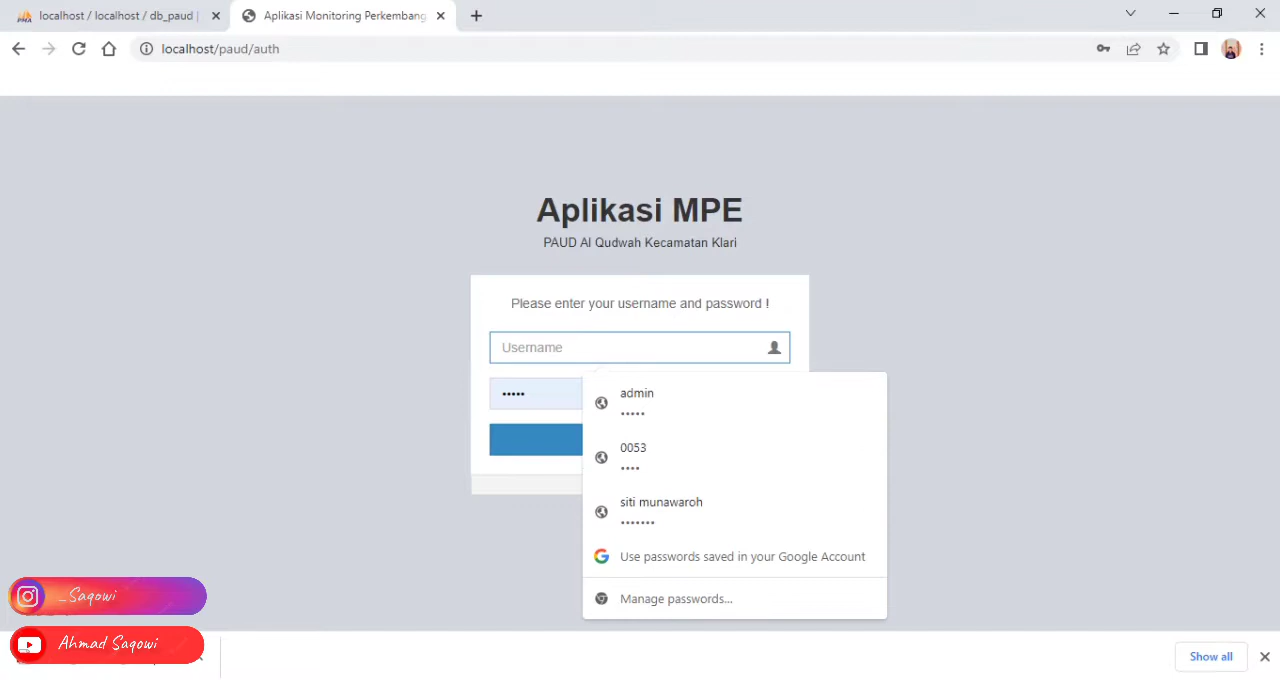 localhost / localhost / db_paud |
Aplikasi Monitoring Perkembang
localhost/paud/auth
Aplikasi MPE
PAUD Al Qudwah Kecamatan Klari
Please enter your username and password !
Username
•••••
admin
•••••
0053
••••
siti munawaroh
•••••••
Use passwords saved in your Google Account
Manage passwords...
_Saqowi
Ahmad Saqowi
Show all